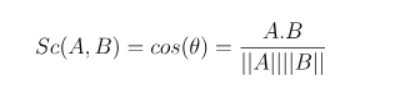 Sc(A, B) = cos(θ) = A.B / ||A||||B||